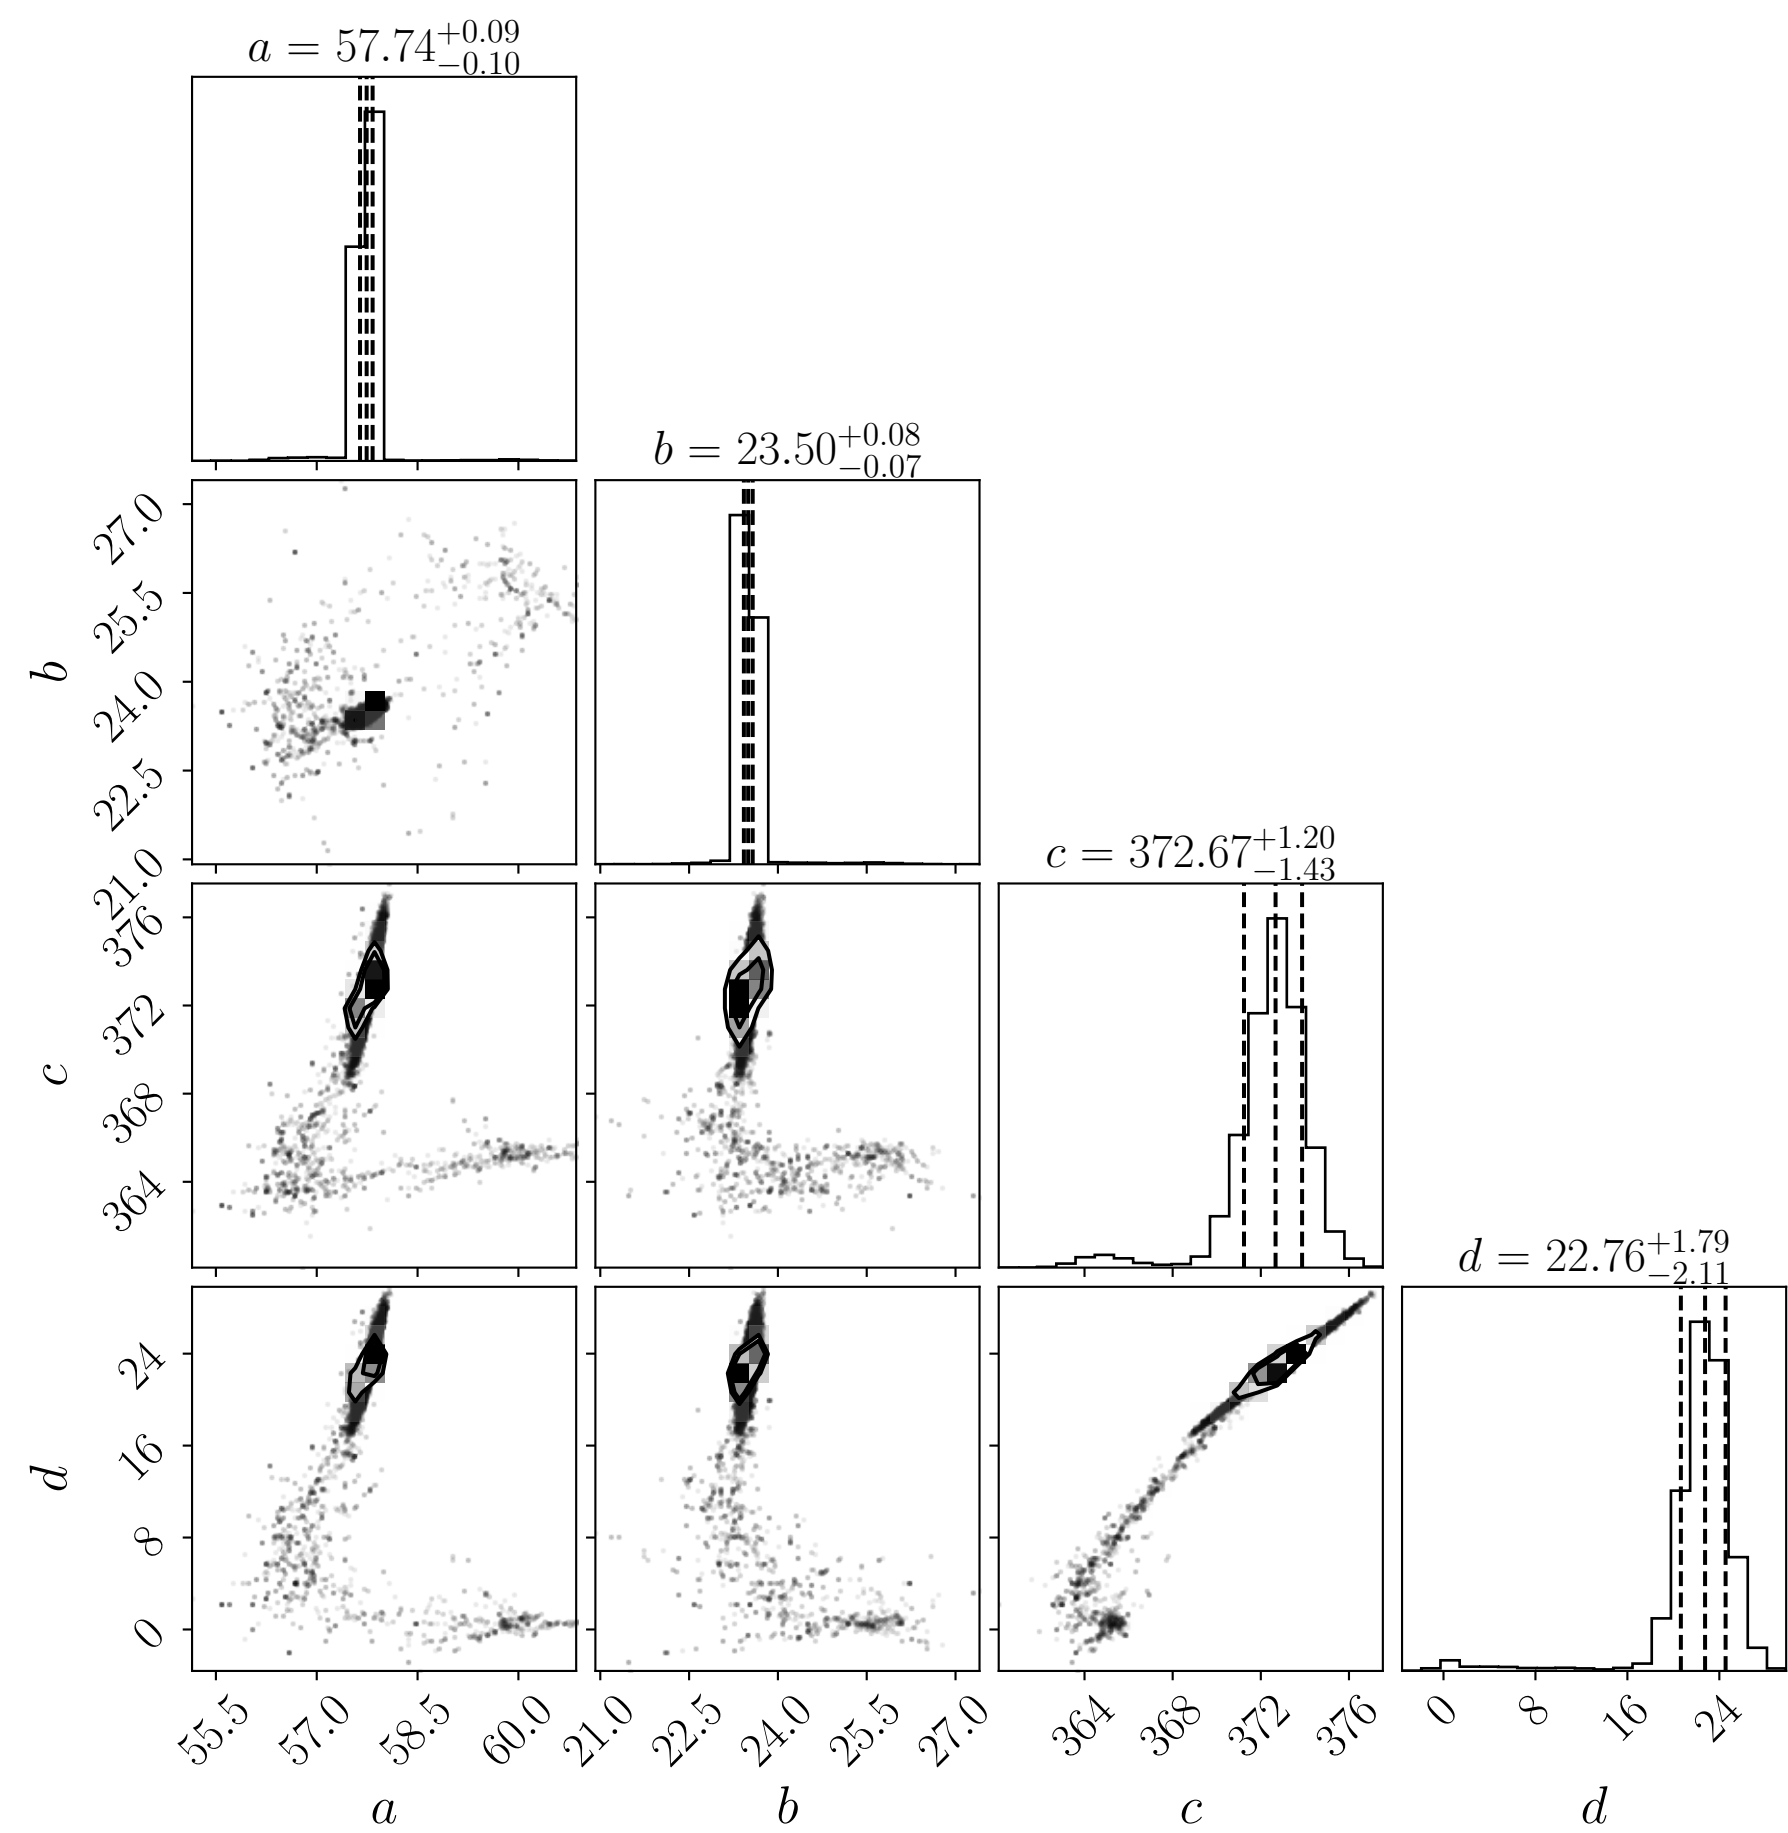 a = 57.74+0.09−0.10
b = 23.50+0.08−0.07
27.0
25.5
24.0
22.5
21.0
b
c = 372.67+1.20−1.43
376
372
368
364
c
d = 22.76+1.79−2.11
24
16
8
0
d
55.5 57.0 58.5 60.0 21.0 22.5 24.0 25.5 27.0 364 368 372 376 0 8 16 24
a b c d